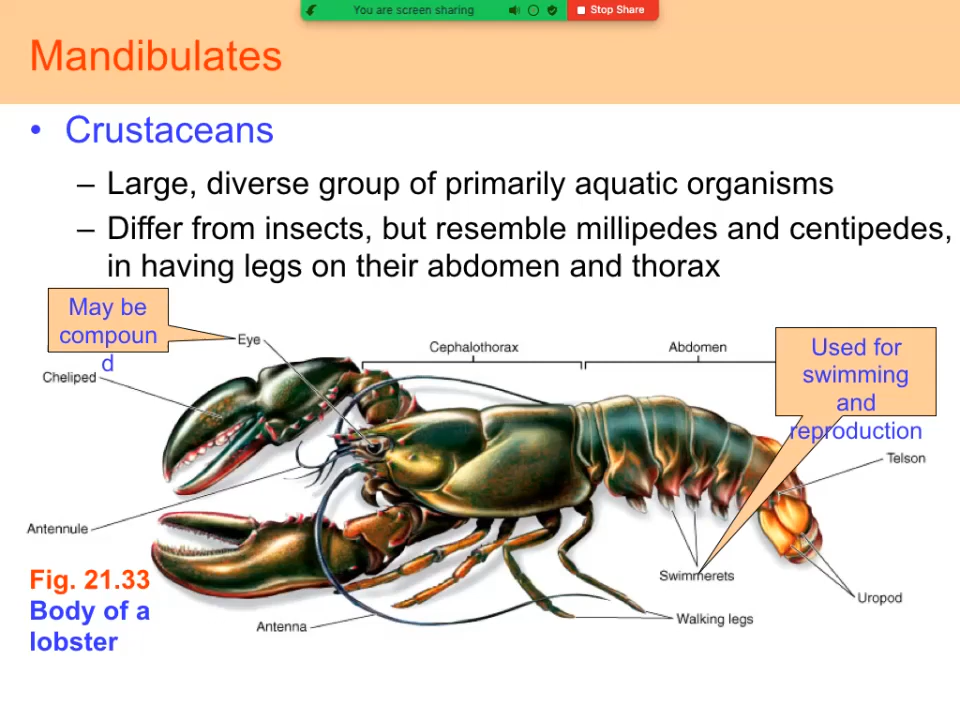 You are screen sharing
Stop Share
Mandibulates
• Crustaceans
– Large, diverse group of primarily aquatic organisms
– Differ from insects, but resemble millipedes and centipedes,
in having legs on their abdomen and thorax
May be
compoun
d
Eye
Cephalothorax
Abdomen
Used for
swimming
and
reproduction
Cheliped
Telson
Antennule
Swimmerets
Uropod
Fig. 21.33
Body of a
lobster
Antenna
Walking legs